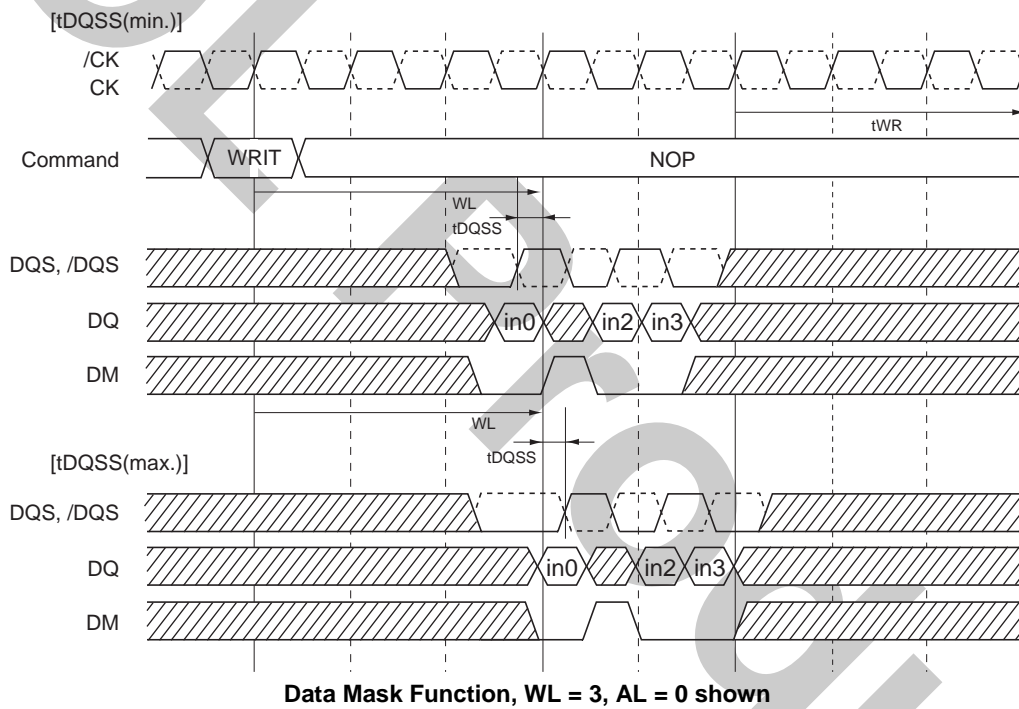 [tDQSS(min.)]
/CK
CK
tWR
Command
WRIT
NOP
WL
tDQSS
DQS, /DQS
DQ
in0
in2
in3
DM
WL
tDQSS
[tDQSS(max.)]
DQS, /DQS
DQ
in0
in2
in3
DM
Data Mask Function, WL = 3, AL = 0 shown